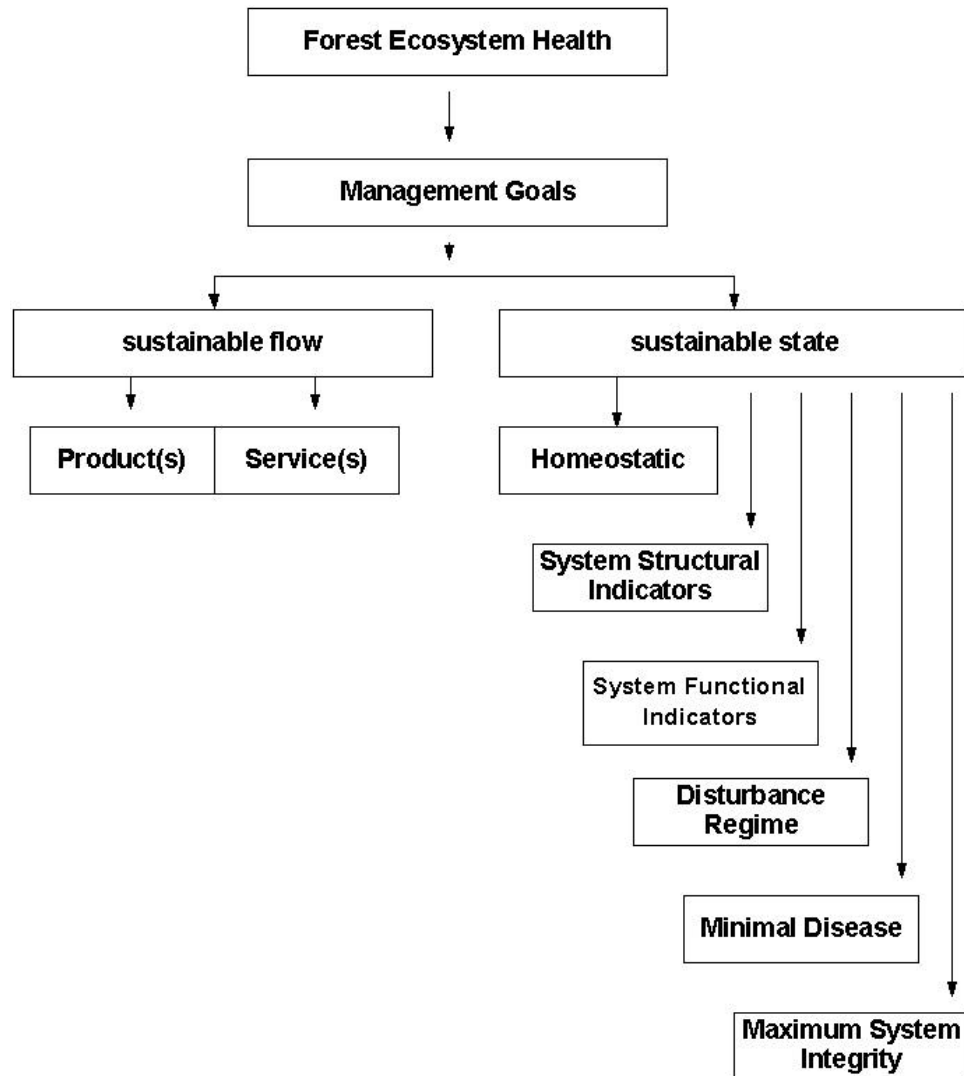 Forest Ecosystem Health
Management Goals
sustainable flow
sustainable state
Product(s)
Service(s)
Homeostatic
System Structural
Indicators
System Functional
Indicators
Disturbance
Regime
Minimal Disease
Maximum System
Integrity